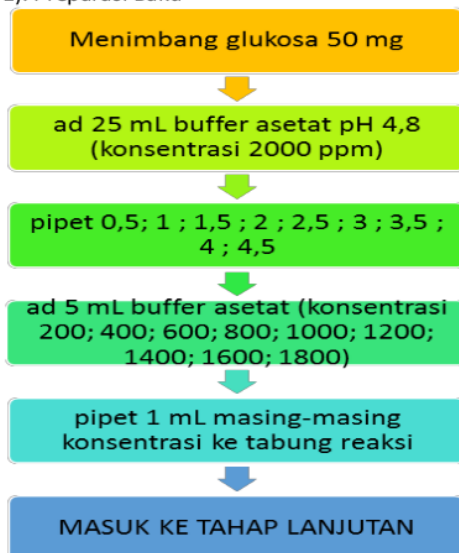 Menimbang glukosa 50 mg
ad 25 mL buffer asetat pH 4,8
(konsentrasi 2000 ppm)
pipet 0,5; 1 ; 1,5 ; 2 ; 2,5 ; 3 ; 3,5 ;
4 ; 4,5
ad 5 mL buffer asetat (konsentrasi
200; 400; 600; 800; 1000; 1200;
1400; 1600; 1800)
pipet 1 mL masing-masing
konsentrasi ke tabung reaksi
MASUK KE TAHAP LANJUTAN